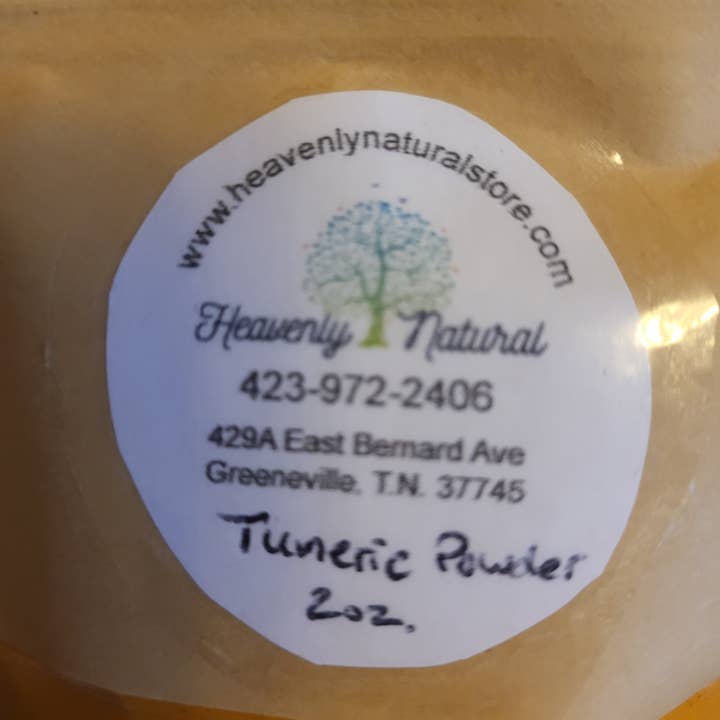 www.heavenlynaturalstore.com
Heavenly Natural
423-972-2406
429A East Bernard Ave
Greeneville, T.N. 37745
Tumeric Powder
2oz.